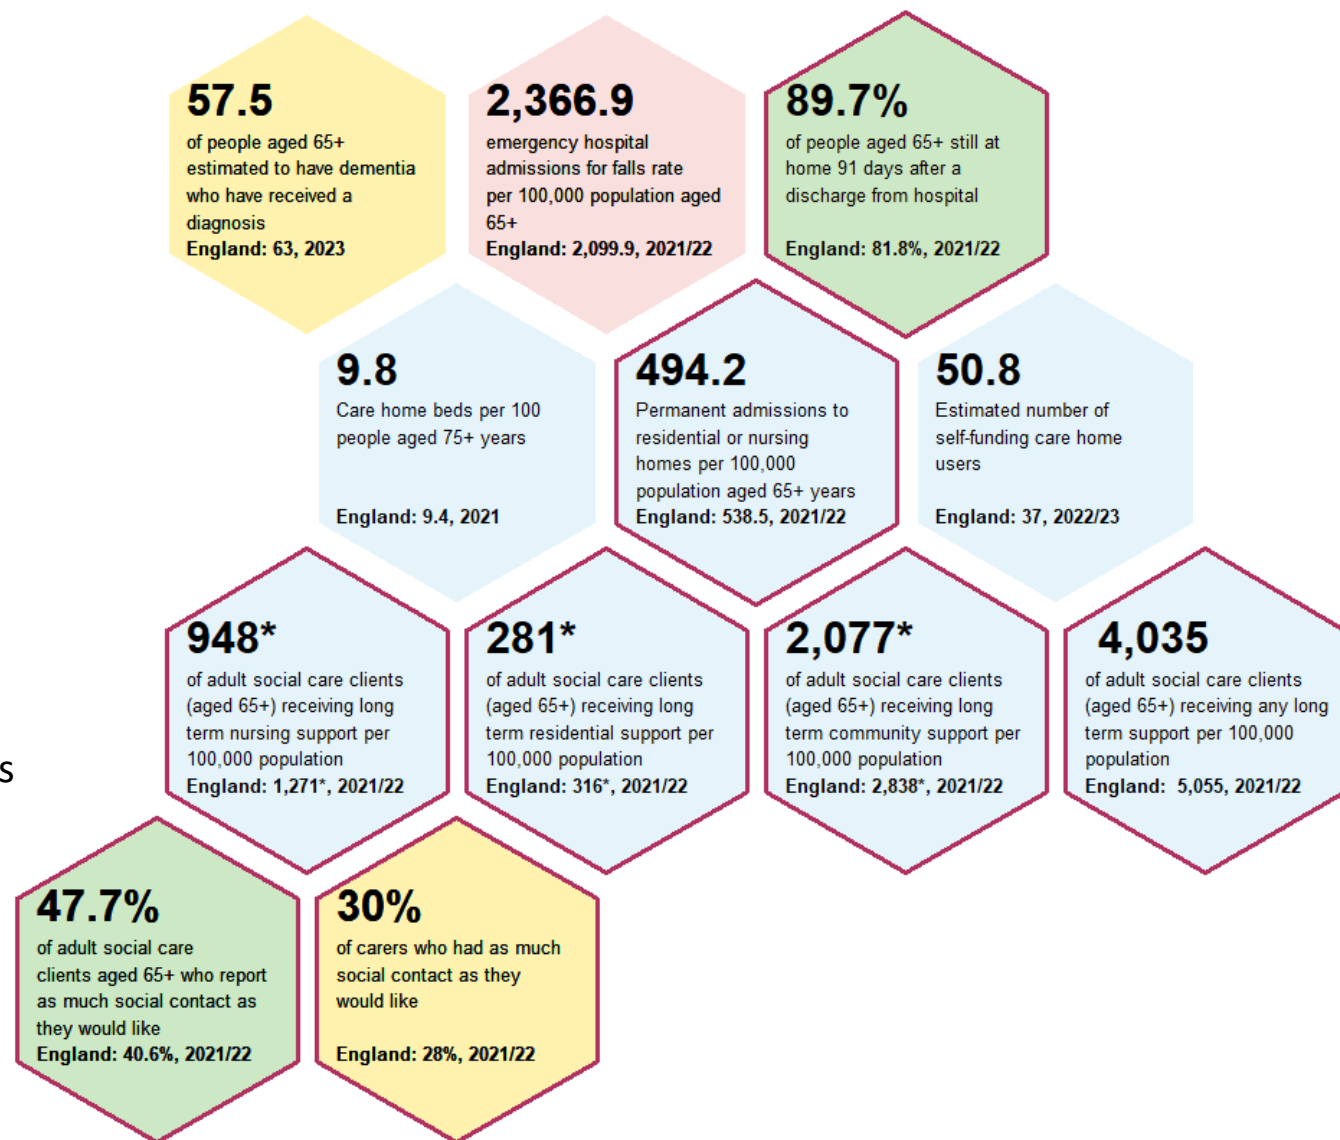 57.5
of people aged 65+
estimated to have dementia
who have received a
diagnosis
England: 63, 2023
2,366.9
emergency hospital
admissions for falls rate
per 100,000 population aged
65+
England: 2,099.9, 2021/22
89.7%
of people aged 65+ still at
home 91 days after a
discharge from hospital
England: 81.8%, 2021/22
9.8
Care home beds per 100
people aged 75+ years
England: 9.4, 2021
494.2
Permanent admissions to
residential or nursing
homes per 100,000
population aged 65+ years
England: 538.5, 2021/22
50.8
Estimated number of
self-funding care home
users
England: 37, 2022/23
948*
of adult social care clients
(aged 65+) receiving long
term nursing support per
100,000 population
England: 1,271*, 2021/22
281*
of adult social care clients
(aged 65+) receiving long
term residential support per
100,000 population
England: 316*, 2021/22
2,077*
of adult social care clients
(aged 65+) receiving long
term community support per
100,000 population
England: 2,838*, 2021/22
4,035
of adult social care clients
(aged 65+) receiving any long
term support per 100,000
population
England: 5,055, 2021/22
s
47.7%
of adult social care
clients aged 65+ who report
as much social contact as
they would like
England: 40.6%, 2021/22
30%
of carers who had as much
social contact as they
would like
England: 28%, 2021/22